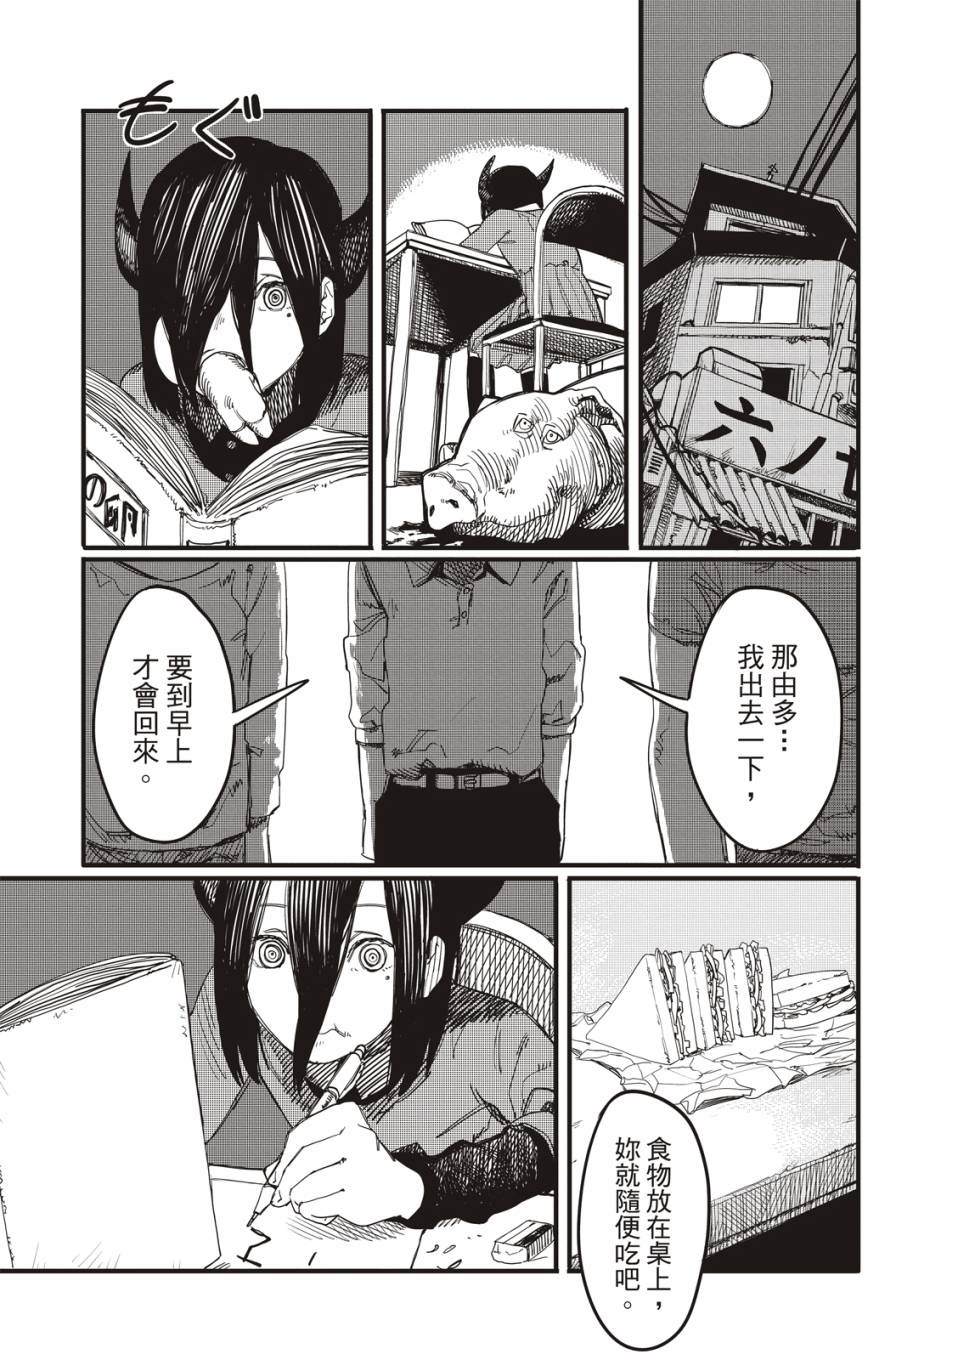 六ノ七
もぐ
の卵
那由多…
我出去一下，
要到早上
才會回來。
食物放在桌上，
妳就隨便吃吧。